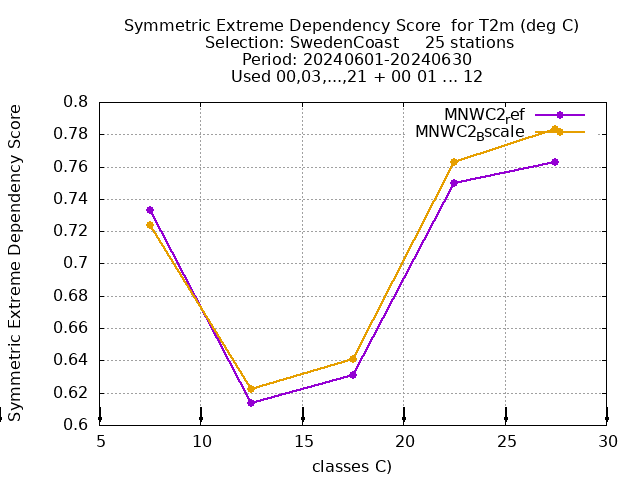 Symmetric Extreme Dependency Score  for T2m (deg C)
Selection: SwedenCoast     25 stations
Period: 20240601-20240630
Used 00,03,...,21 + 00 01 ... 12
Symmetric Extreme Dependency Score
0.8
0.78
0.76
0.74
0.72
0.7
0.68
0.66
0.64
0.62
0.6
MNWC2ref
MNWC2Bscale
5 10 15 20 25 30
classes C)